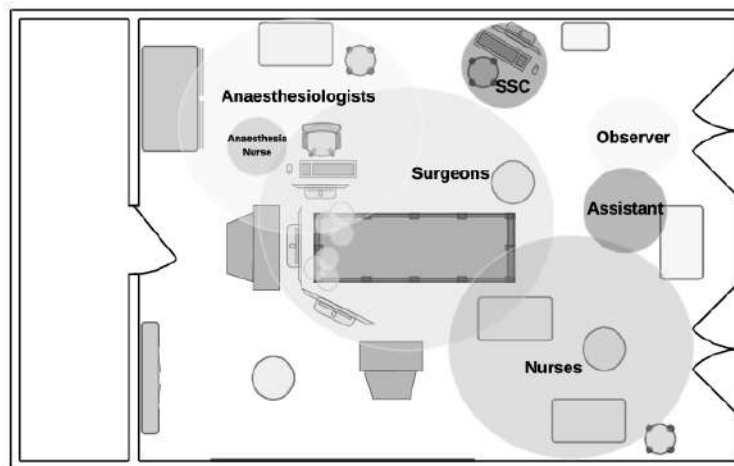 SSC
Anaesthesiologists
Anaesthesia
Nurse
Observer
Surgeons
Assistant
Nurses